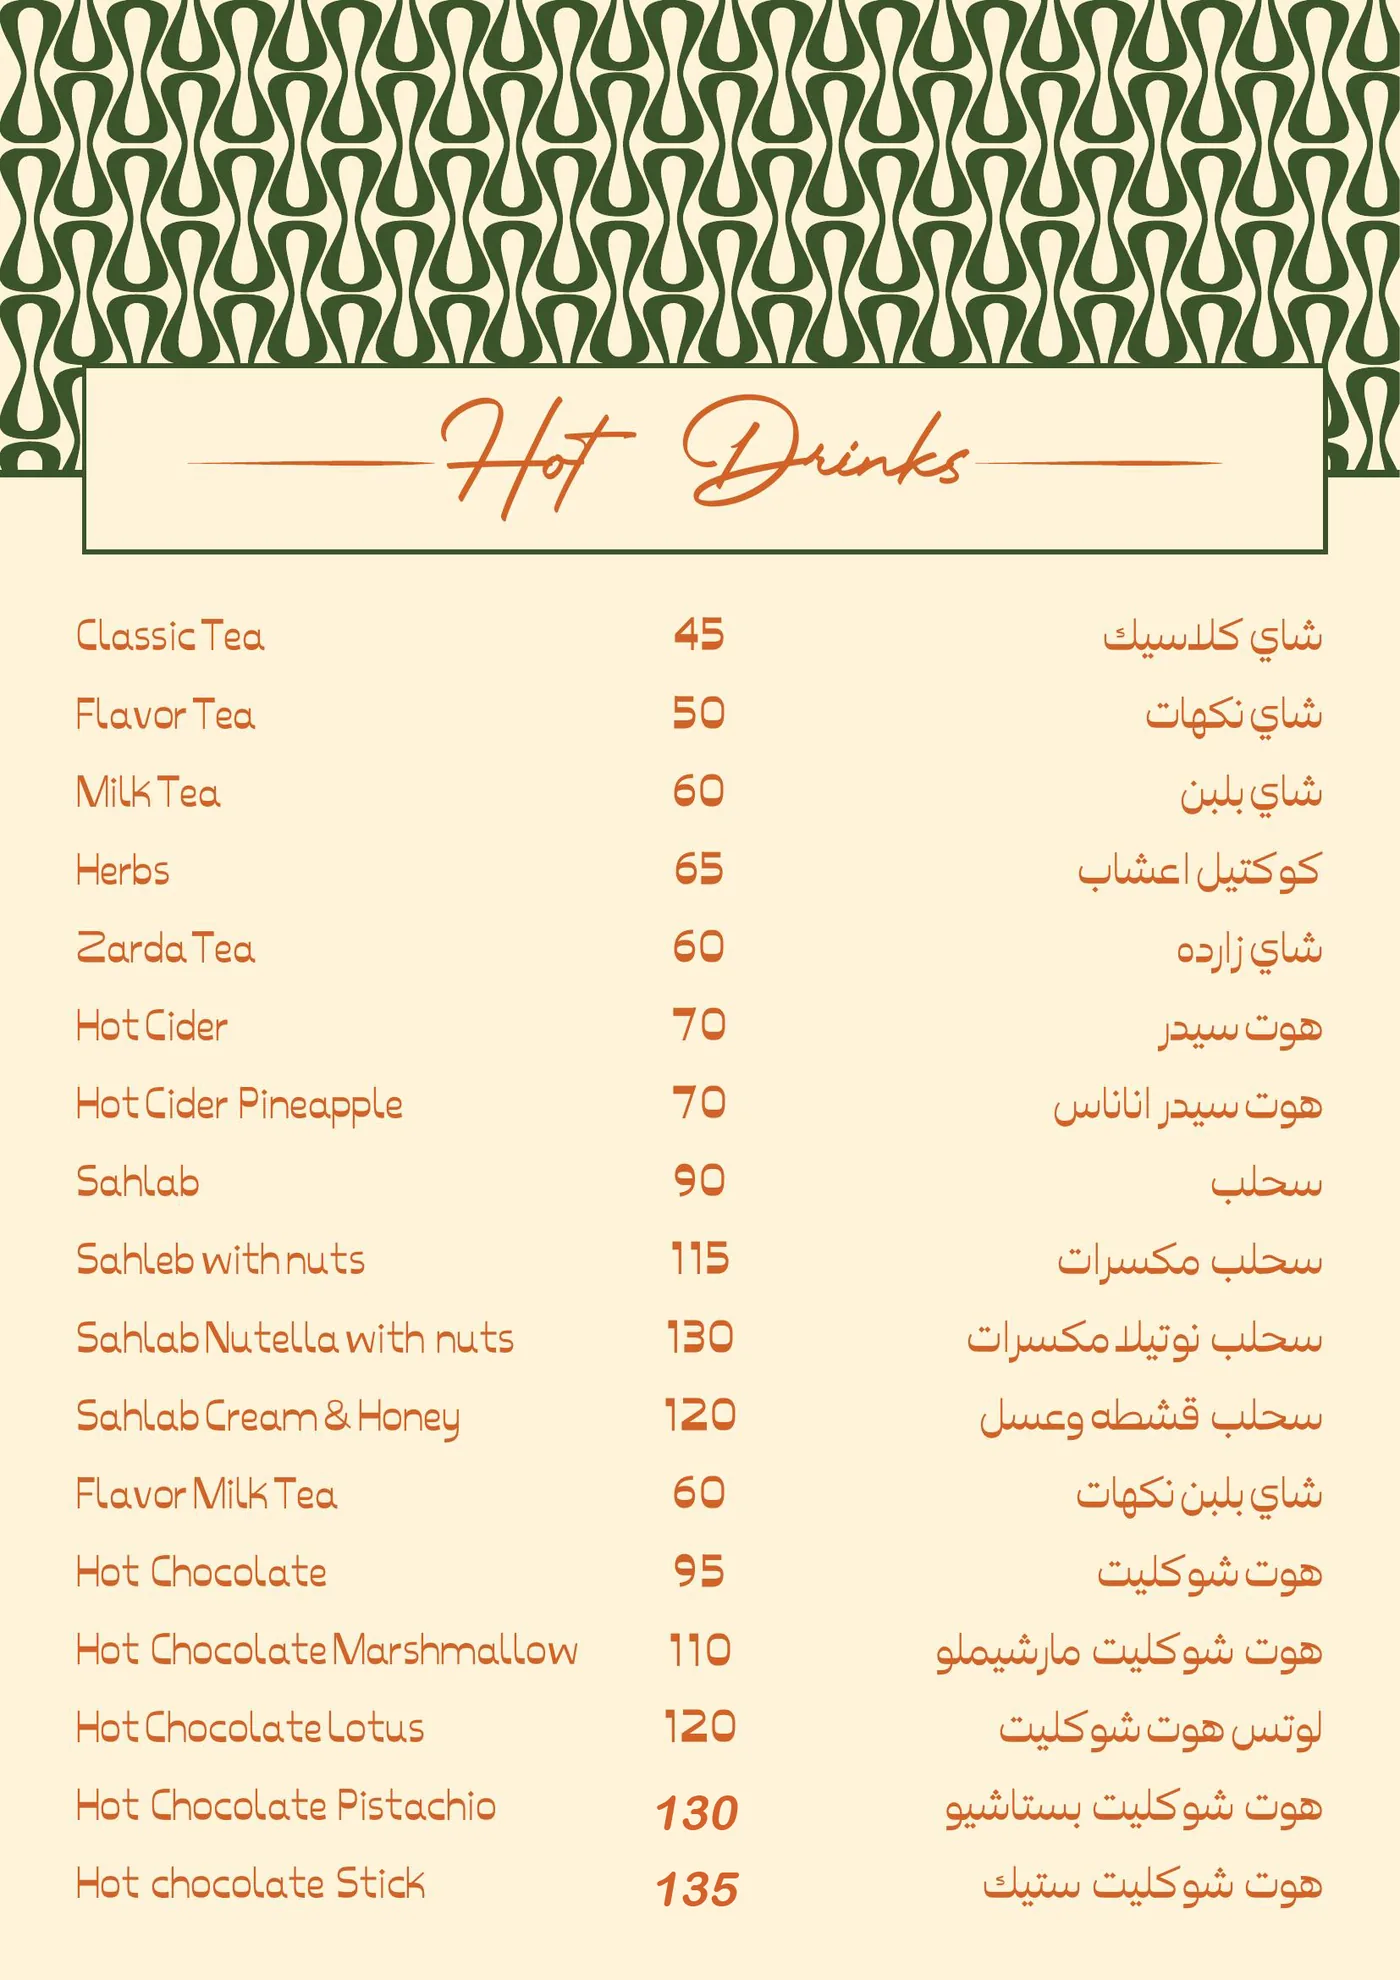 Hot Drinks
Classic Tea 45 شاي كلاسيك
Flavor Tea 50 شاي نكهات
Milk Tea 60 شاي بلبن
Herbs 65 كوكتيل اعشاب
Zarda Tea 60 شاي زارده
Hot Cider 70 هوت سيدر
Hot Cider Pineapple 70 هوت سيدر اناناس
Sahlab 90 سحلب
Sahleb with nuts 115 سحلب مكسرات
Sahlab Nutella with nuts 130 سحلب نوتيلا مكسرات
Sahlab Cream & Honey 120 سحلب قشطه وعسل
Flavor Milk Tea 60 شاي بلبن نكهات
Hot Chocolate 95 هوت شوكليت
Hot Chocolate Marshmallow 110 هوت شوكليت مارشيملو
Hot Chocolate Lotus 120 لوتس هوت شوكليت
Hot Chocolate Pistachio 130 هوت شوكليت بستاشيو
Hot chocolate Stick 135 هوت شوكليت ستيك